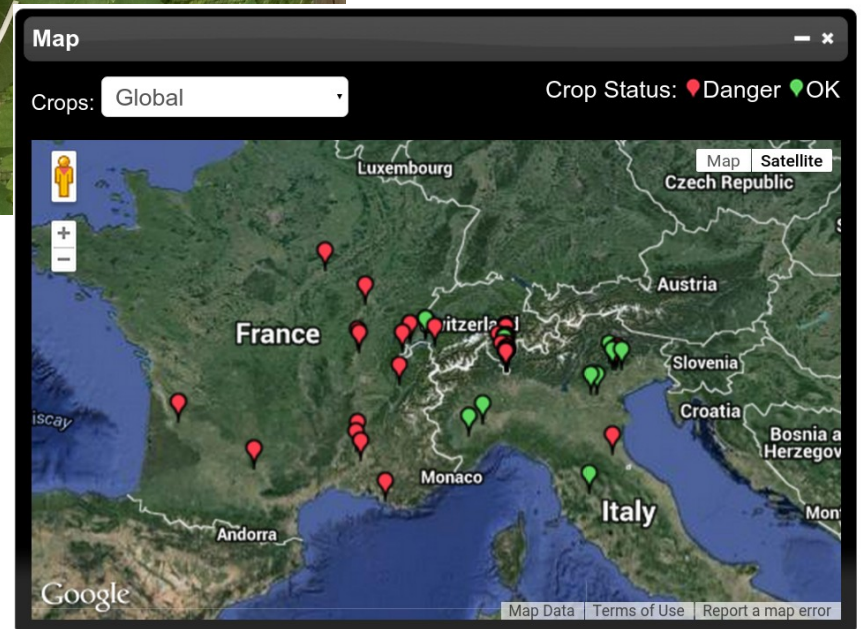 Map
Crops: Global
Crop Status: Danger OK
Map Satellite
Luxembourg
Czech Republic
Austria
France
Slovenia
Croatia
Bosnia a
Herzegov
Monaco
Italy
Andorra
Google
Map Data Terms of Use Report a map error